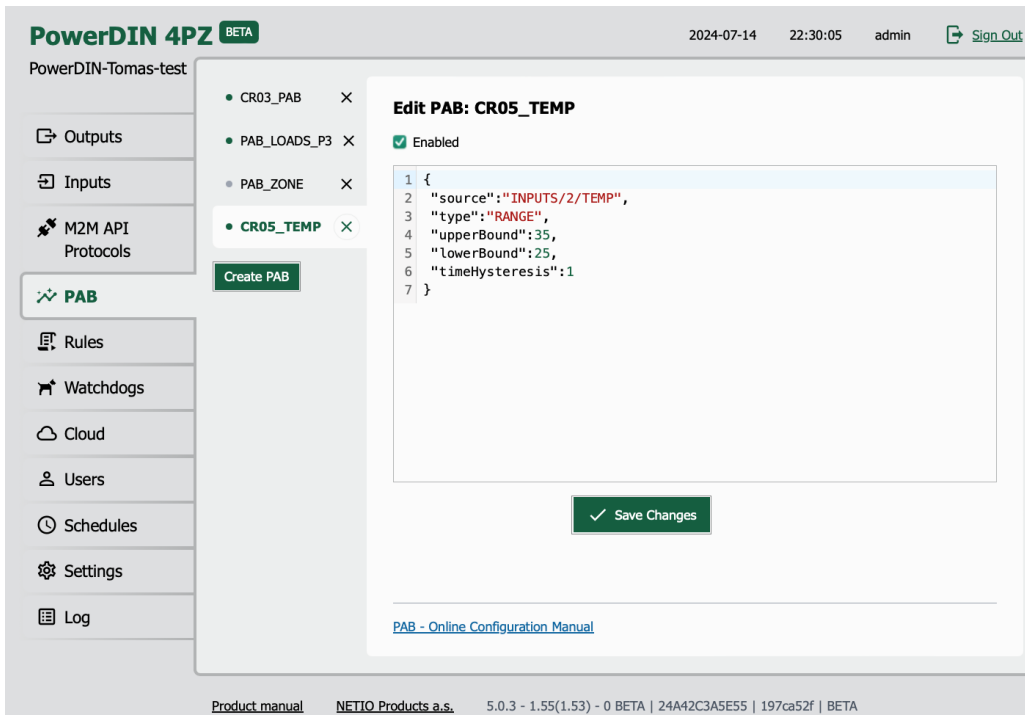 PowerDIN 4PZ BETA
2024-07-14 22:30:05 admin Sign Out
PowerDIN-Tomas-test
Outputs
Inputs
M2M API
Protocols
PAB
Rules
Watchdogs
Cloud
Users
Schedules
Settings
Log
CR03_PAB
PAB_LOADS_P3
PAB_ZONE
CR05_TEMP
Create PAB
Edit PAB: CR05_TEMP
Enabled
1 {
2 "source":"INPUTS/2/TEMP",
3 "type":"RANGE",
4 "upperBound":35,
5 "lowerBound":25,
6 "timeHysteresis":1
7 }
Save Changes
PAB - Online Configuration Manual
Product manual NETIO Products a.s. 5.0.3 - 1.55(1.53) - 0 BETA | 24A42C3A5E55 | 197ca52f | BETA